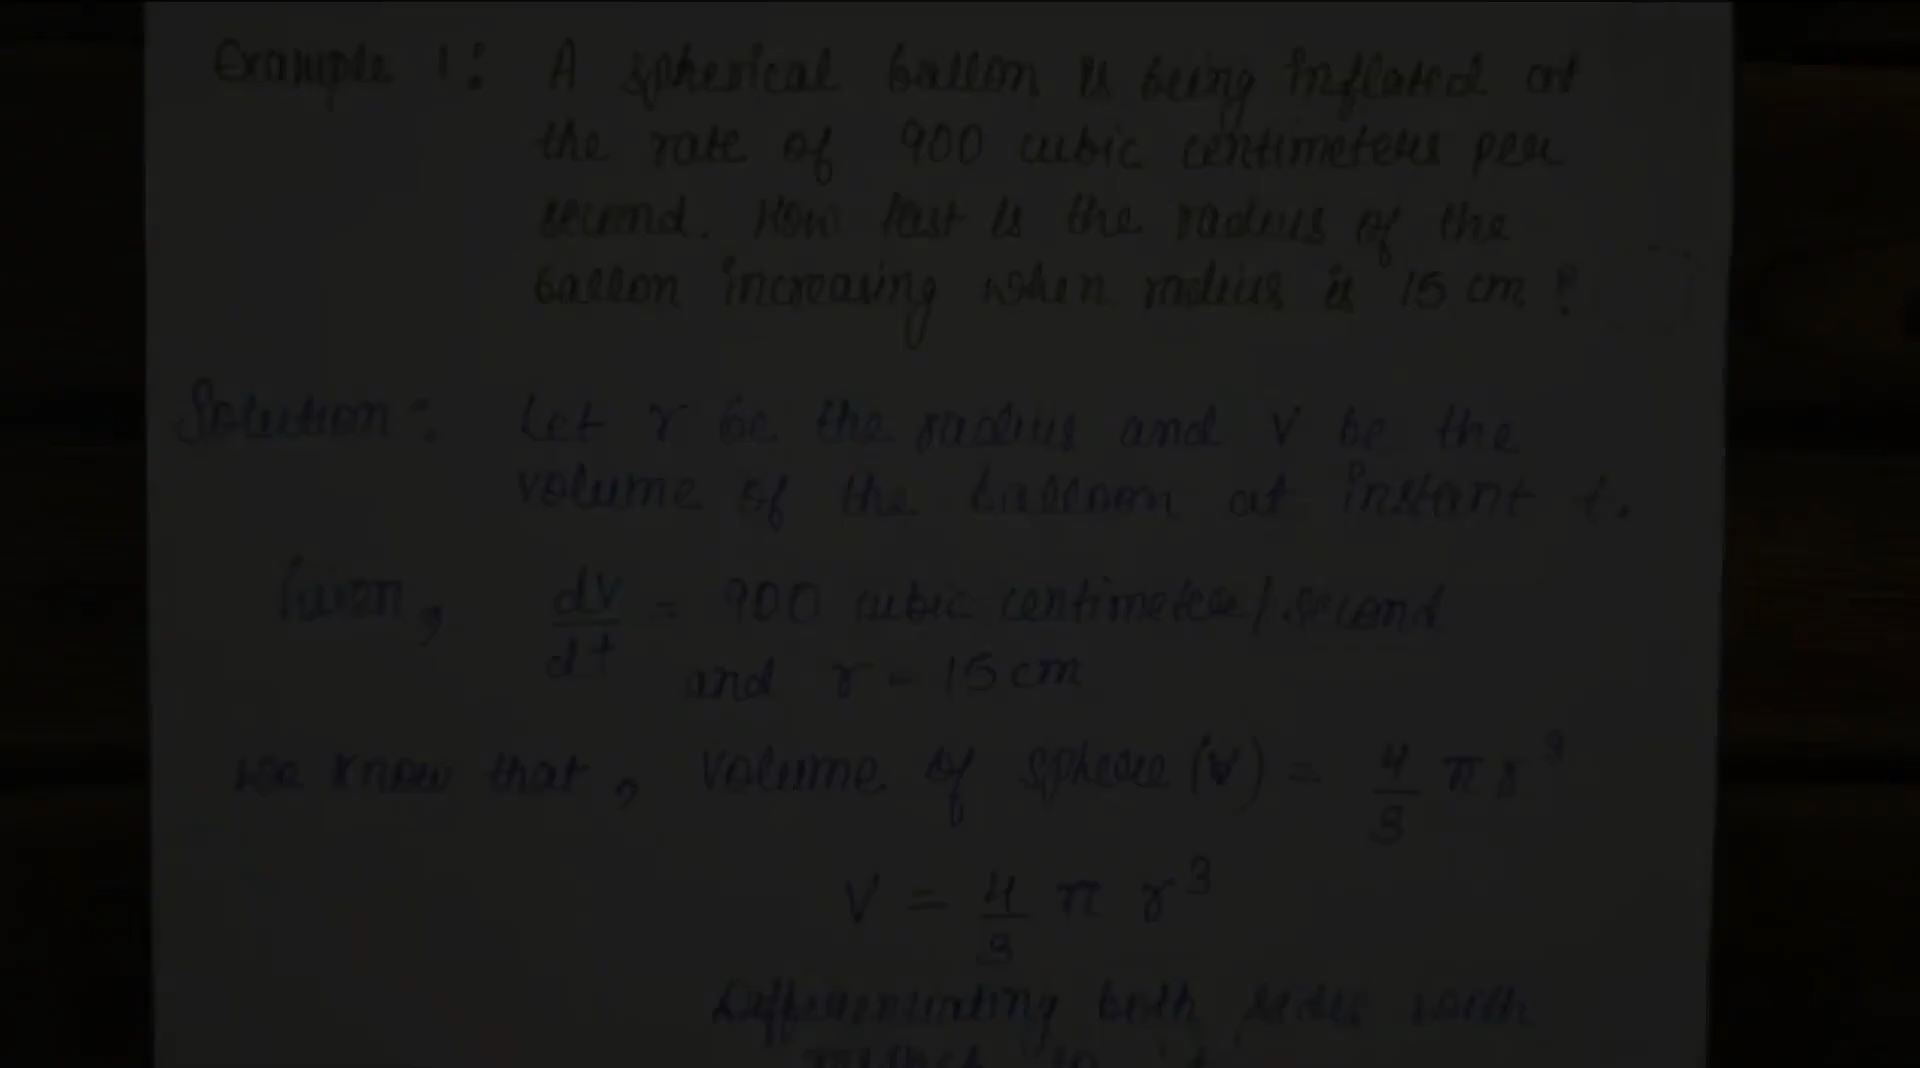 Example 1: A spherical ballon is being inflated at
the rate of 900 cubic centimeters per
second. How fast is the radius of the
ballon increasing when radius is 15 cm?
Solution: Let r be the radius and V be the
volume of the balloon at instant t.
Given, dV/dt = 900 cubic centimeter/second
and r = 15 cm
we know that, volume of sphere (V) = 4/3 π r³
V = 4/3 π r³
Differentiating both sides with